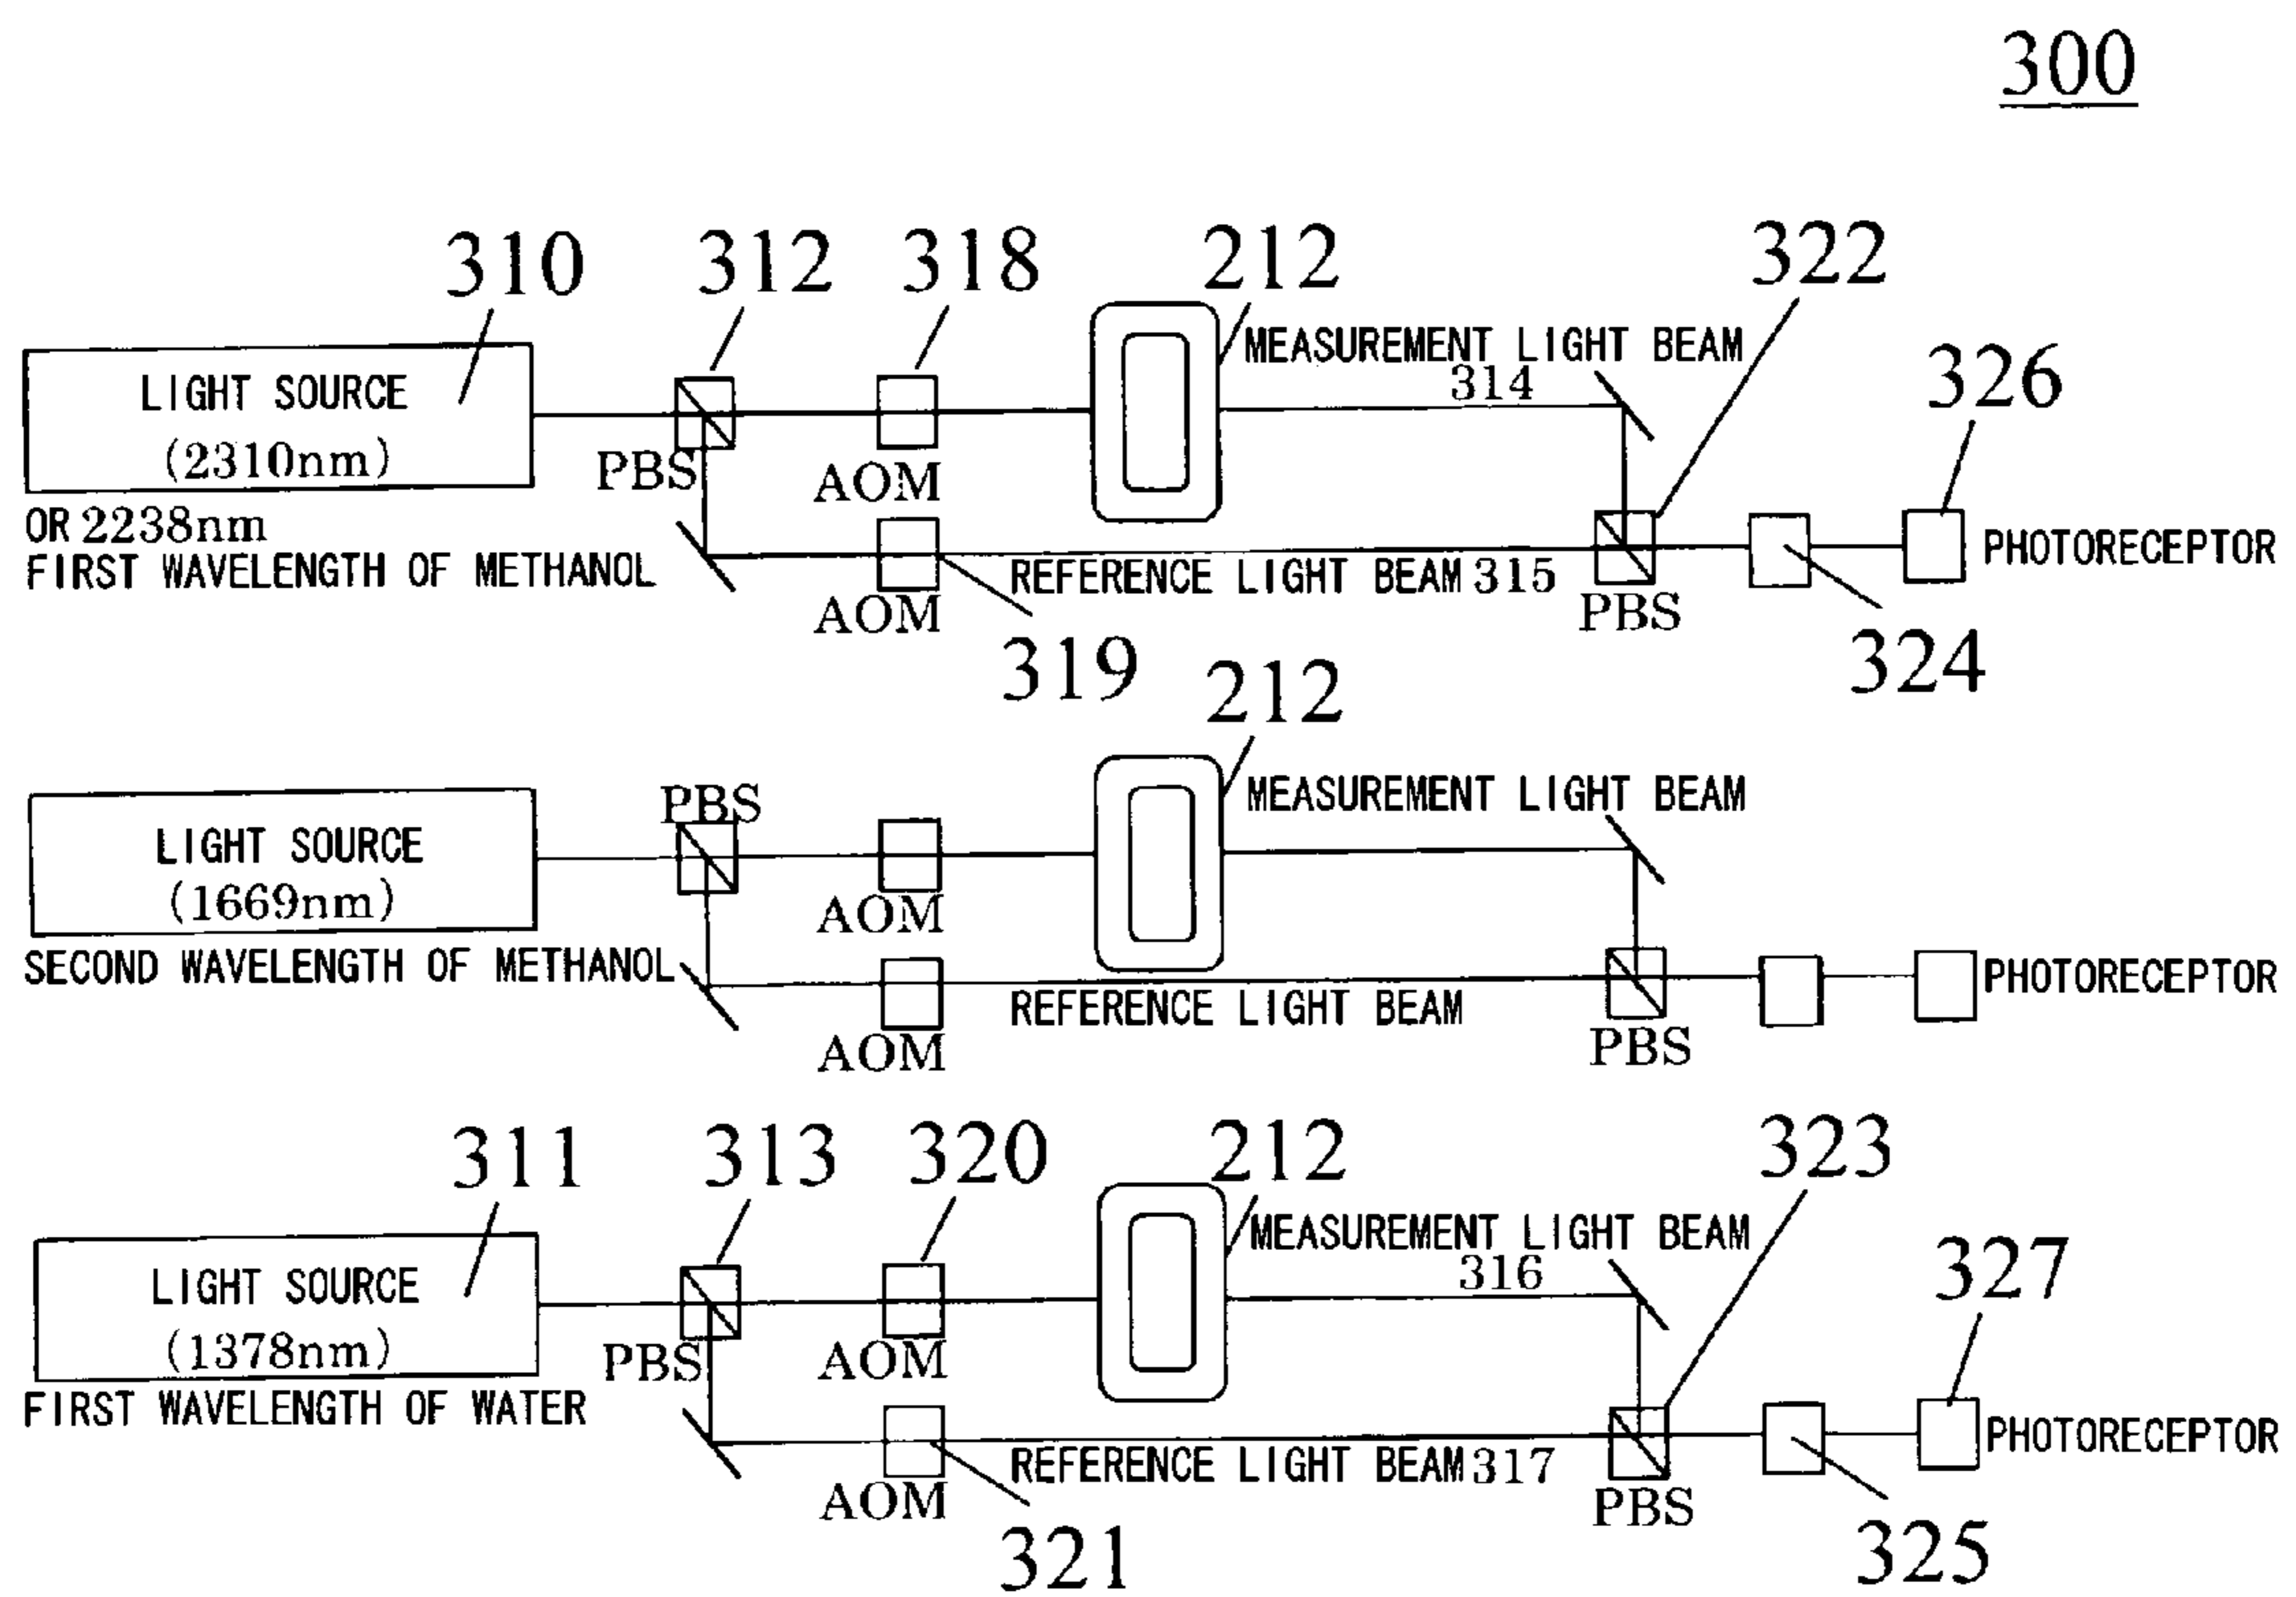 300
310
312
318
212
322
326
LIGHT SOURCE
(2310nm)
OR 2238nm
FIRST WAVELENGTH OF METHANOL
PBS
AOM
AOM
MEASUREMENT LIGHT BEAM
314
REFERENCE LIGHT BEAM 315
PBS
PHOTORECEPTOR
319
324
212
LIGHT SOURCE
(1669nm)
SECOND WAVELENGTH OF METHANOL
PBS
AOM
AOM
MEASUREMENT LIGHT BEAM
REFERENCE LIGHT BEAM
PBS
PHOTORECEPTOR
311
313
320
212
323
327
LIGHT SOURCE
(1378nm)
FIRST WAVELENGTH OF WATER
PBS
AOM
AOM
MEASUREMENT LIGHT BEAM
316
REFERENCE LIGHT BEAM 317
PBS
PHOTORECEPTOR
321
325